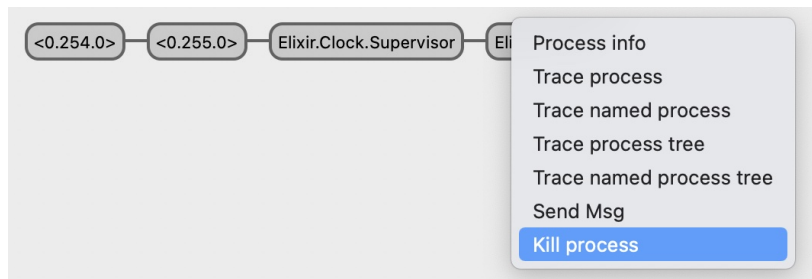 <0.254.0> <0.255.0> Elixir.Clock.Supervisor Eli
Process info
Trace process
Trace named process
Trace process tree
Trace named process tree
Send Msg
Kill process